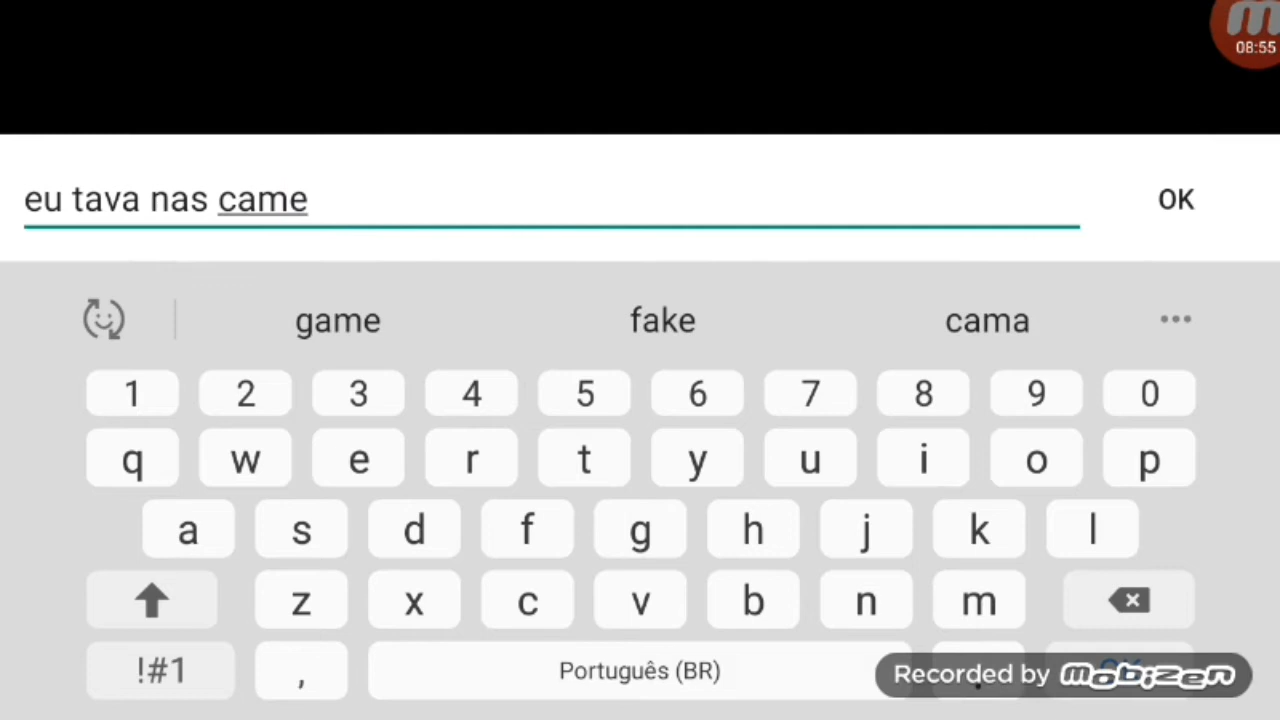 08:55
eu tava nas came
OK
game fake cama
1 2 3 4 5 6 7 8 9 0
q w e r t y u i o p
a s d f g h j k l
z x c v b n m
!#1 , Português (BR)
Recorded by mobizen